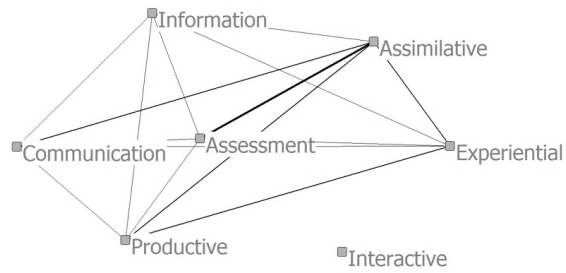 Information
Assimilative
Communication
Assessment
Experiential
Productive
Interactive